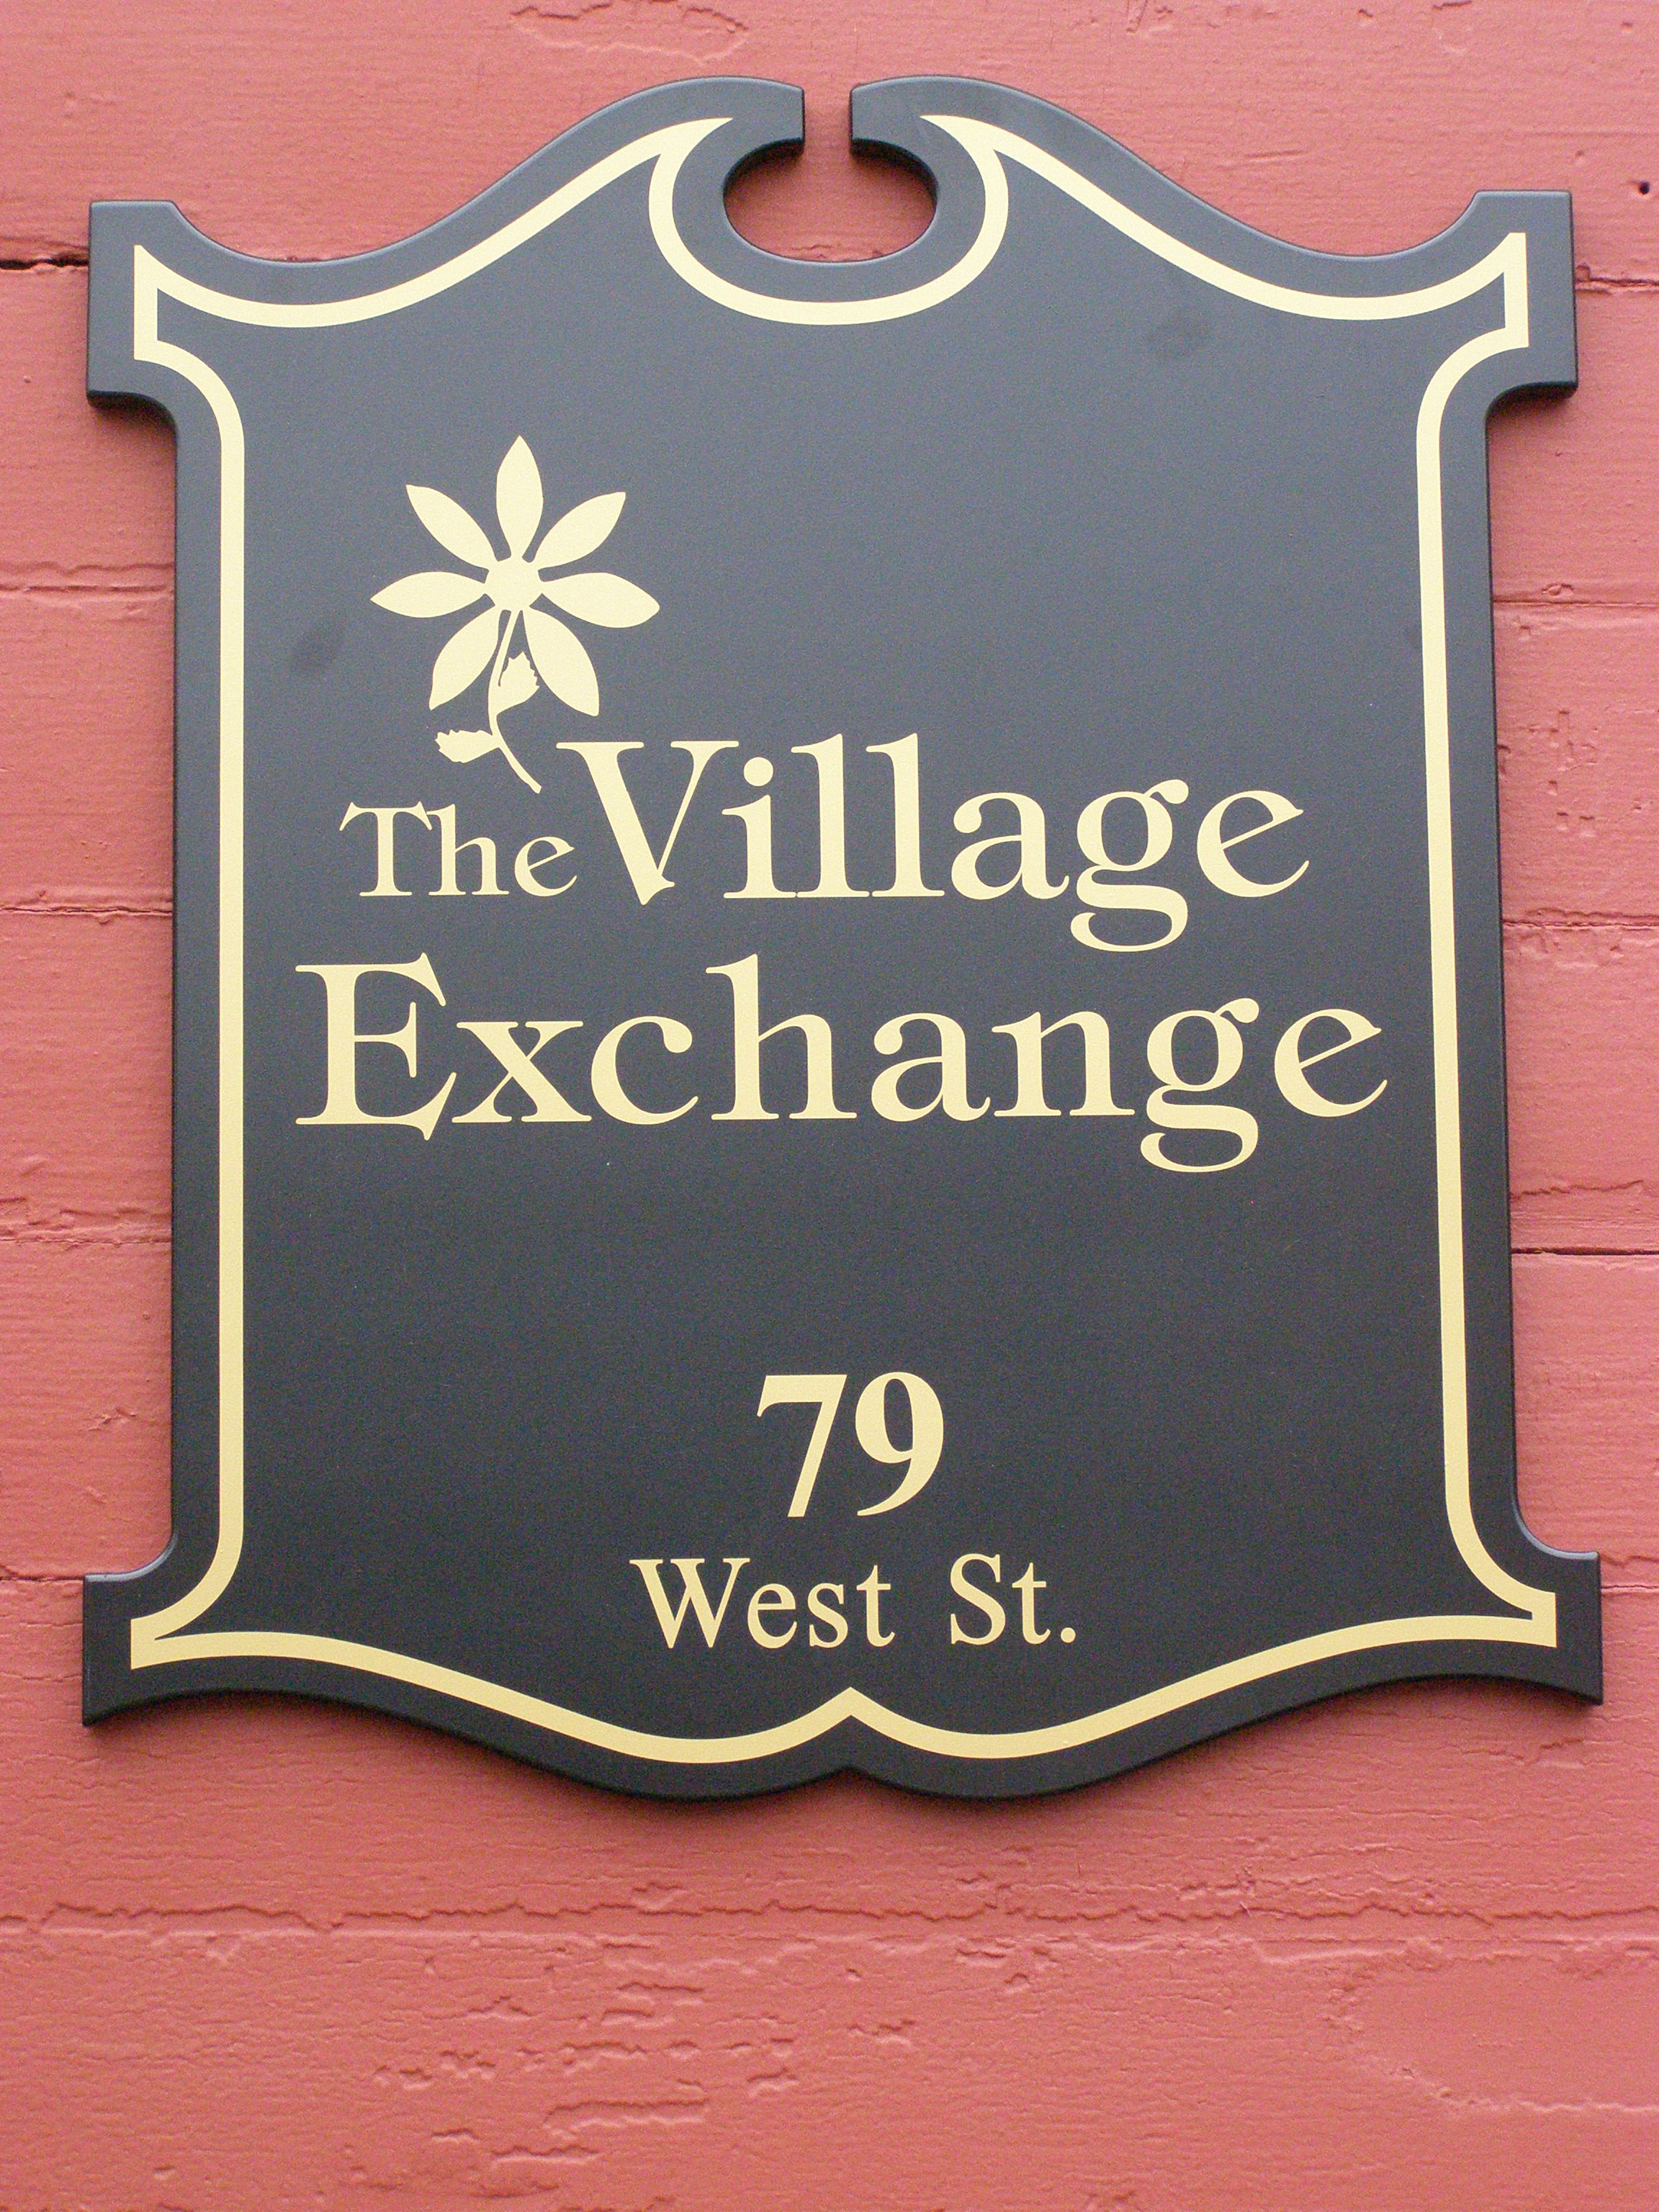 The Village
Exchange
79
West St.